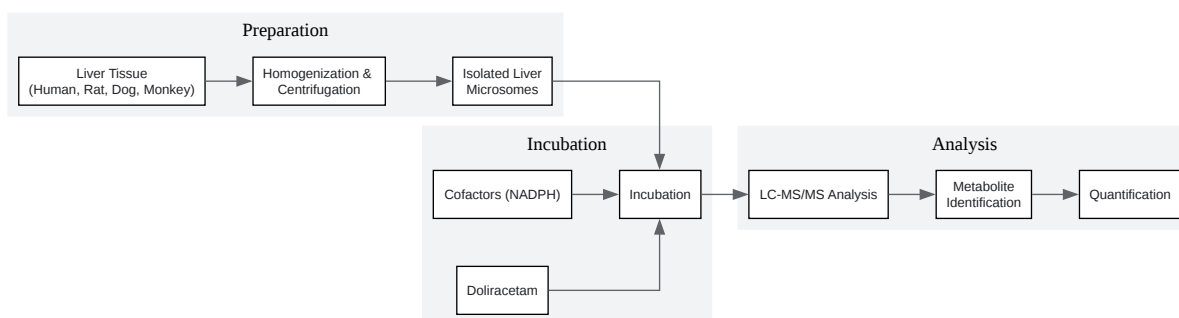 Preparation
Liver Tissue
(Human, Rat, Dog, Monkey)
Homogenization &
Centrifugation
Isolated Liver
Microsomes
Incubation
Cofactors (NADPH)
Incubation
Doliracetam
Analysis
LC-MS/MS Analysis
Metabolite
Identification
Quantification